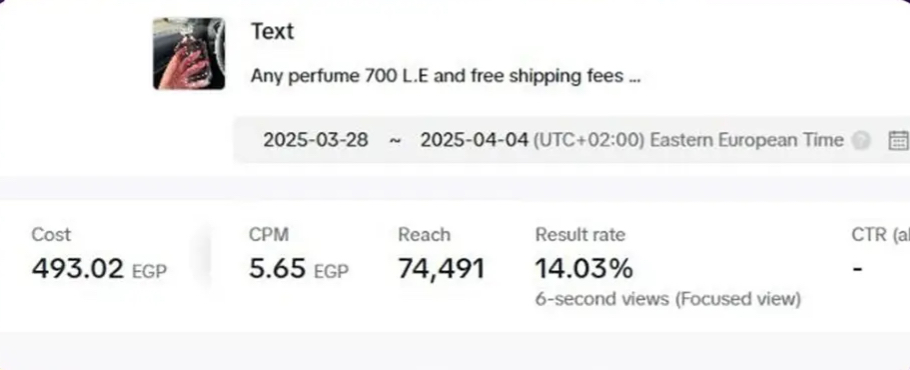 Text
Any perfume 700 L.E and free shipping fees ...
2025-03-28 ~ 2025-04-04 (UTC+02:00) Eastern European Time
Cost
493.02 EGP
CPM
5.65 EGP
Reach
74,491
Result rate
14.03%
6-second views (Focused view)
CTR (al
-